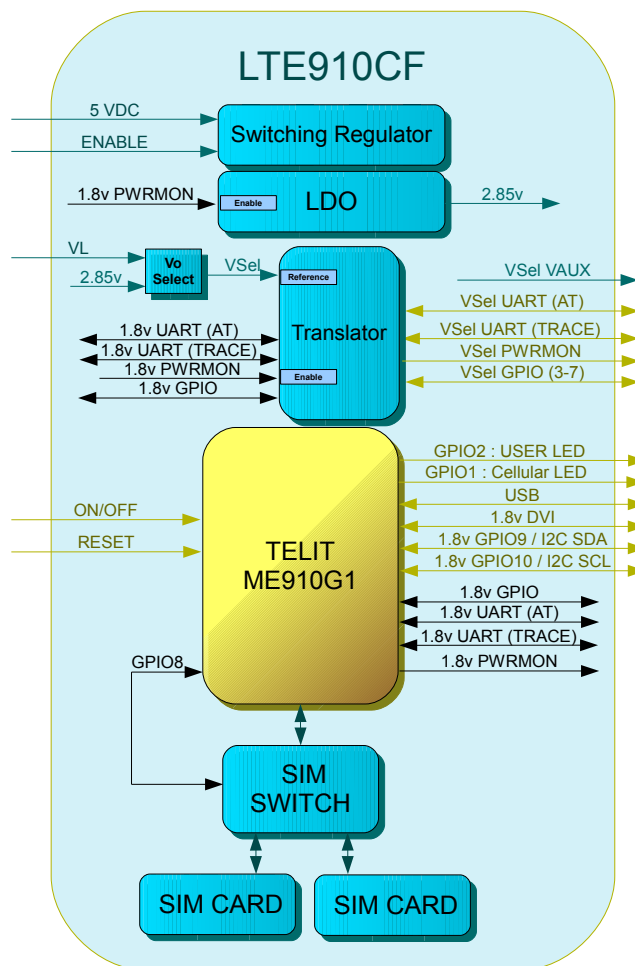 LTE910CF
5 VDC
ENABLE
Switching Regulator
1.8v PWRMON
Enable
LDO
2.85v
VL
2.85v
Vo
Select
VSel
Reference
Translator
Enable
1.8v UART (AT)
1.8v UART (TRACE)
1.8v PWRMON
1.8v GPIO
VSel VAUX
VSel UART (AT)
VSel UART (TRACE)
VSel PWRMON
VSel GPIO (3-7)
ON/OFF
RESET
TELIT
ME910G1
GPIO2 : USER LED
GPIO1 : Cellular LED
USB
1.8v DVI
1.8v GPIO9 / I2C SDA
1.8v GPIO10 / I2C SCL
1.8v GPIO
1.8v UART (AT)
1.8v UART (TRACE)
1.8v PWRMON
GPIO8
SIM
SWITCH
SIM CARD
SIM CARD